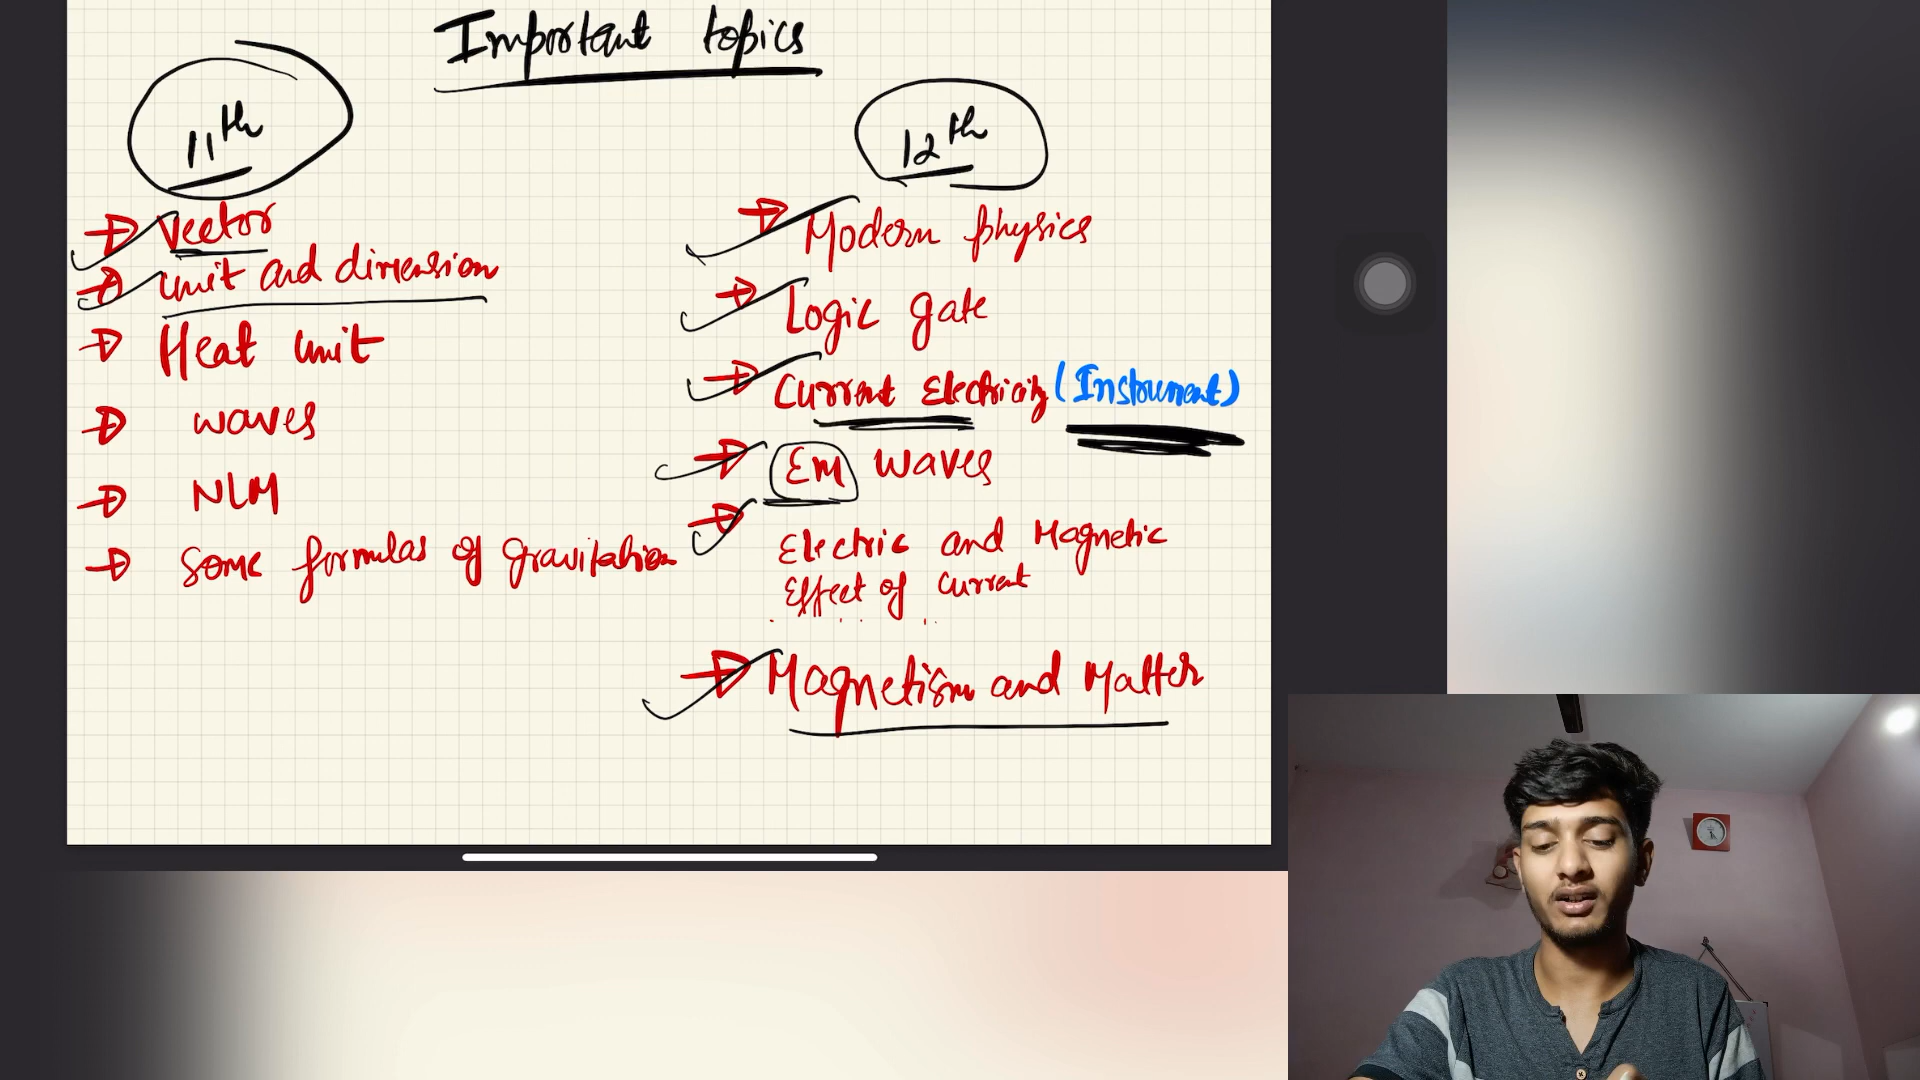 Important topics
11th
Vector
Unit and dimension
Heat Unit
waves
NLM
Some formulas of gravitation
12th
Modern physics
Logic gate
Current Electricity (Instrument)
Em waves
Electric and Magnetic
Effect of Current
Magnetism and Matter